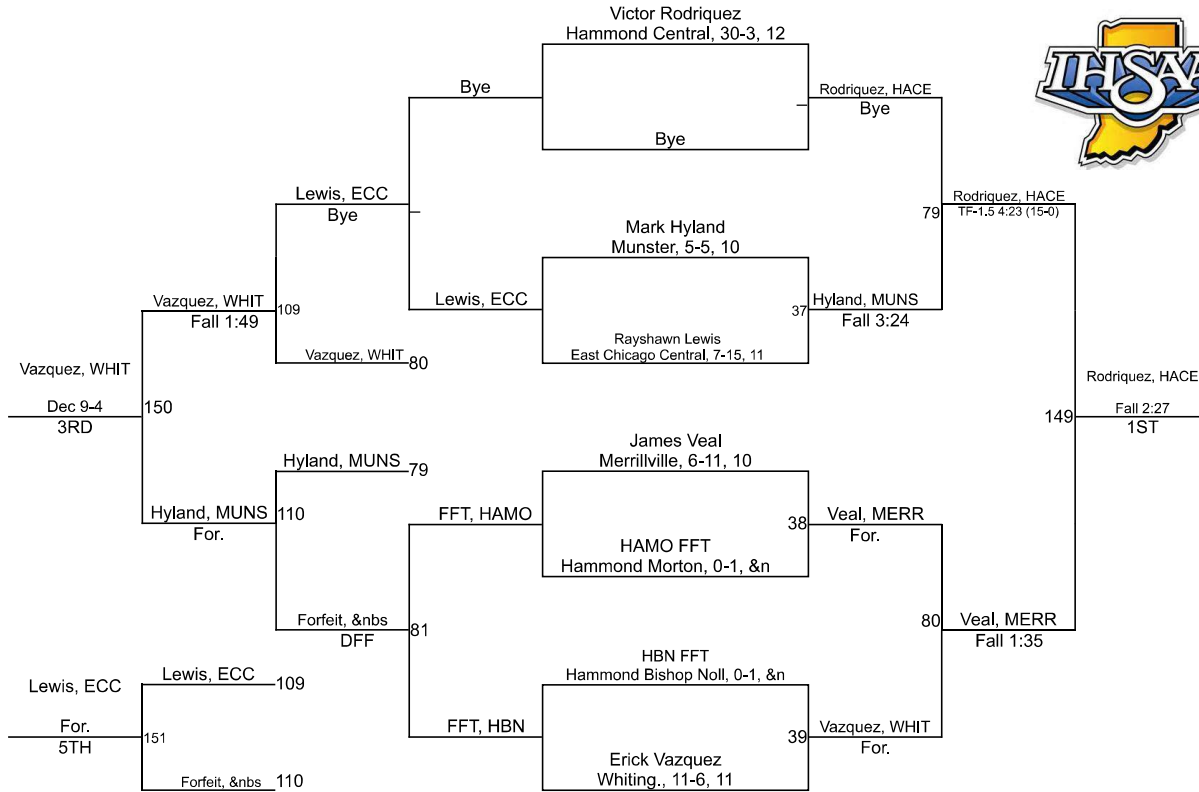 Victor Rodriquez
Hammond Central, 30-3, 12
IHSAA
Bye
Rodriquez, HACE
Bye
Bye
Lewis, ECC
Bye
Rodriquez, HACE
TF-1.5 4:23 (15-0)
79
Mark Hyland
Munster, 5-5, 10
Vazquez, WHIT
Fall 1:49
109
Lewis, ECC
37
Hyland, MUNS
Fall 3:24
Rayshawn Lewis
East Chicago Central, 7-15, 11
Vazquez, WHIT
80
Vazquez, WHIT
Dec 9-4
3RD
150
Rodriquez, HACE
Fall 2:27
1ST
149
James Veal
Merrillville, 6-11, 10
Hyland, MUNS
79
Hyland, MUNS
For.
110
FFT, HAMO
38
Veal, MERR
For.
HAMO FFT
Hammond Morton, 0-1, &n
Forfeit, &nbs
DFF
81
80
Veal, MERR
Fall 1:35
HBN FFT
Hammond Bishop Noll, 0-1, &n
Lewis, ECC
Lewis, ECC
109
For.
5TH
151
FFT, HBN
39
Vazquez, WHIT
For.
Erick Vazquez
Whiting., 11-6, 11
Forfeit, &nbs
110